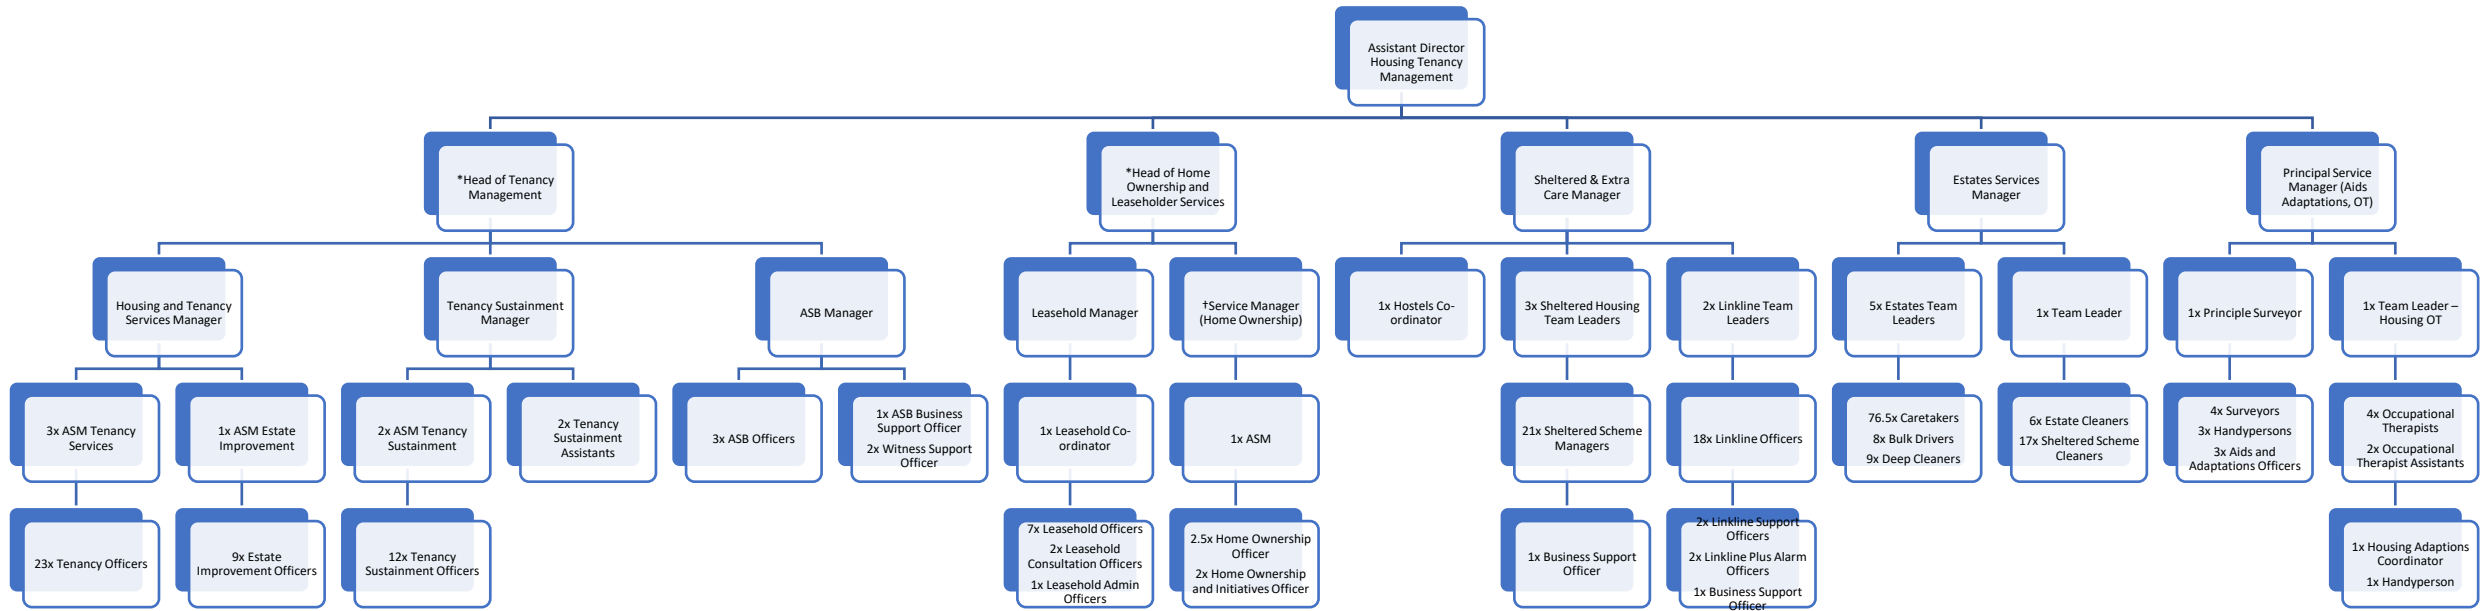 Assistant Director
Housing Tenancy
Management
*Head of Tenancy
Management
*Head of Home
Ownership and
Leaseholder Services
Sheltered & Extra
Care Manager
Estates Services
Manager
Principal Service
Manager (Aids
Adaptations, OT)
Housing and Tenancy
Services Manager
Tenancy Sustainment
Manager
ASB Manager
Leasehold Manager
†Service Manager
(Home Ownership)
1x Hostels Co-
ordinator
3x Sheltered Housing
Team Leaders
2x Linkline Team
Leaders
5x Estates Team
Leaders
1x Team Leader
1x Principle Surveyor
1x Team Leader –
Housing OT
3x ASM Tenancy
Services
1x ASM Estate
Improvement
2x ASM Tenancy
Sustainment
2x Tenancy
Sustainment
Assistants
3x ASB Officers
1x ASB Business
Support Officer
2x Witness Support
Officer
1x Leasehold Co-
ordinator
1x ASM
21x Sheltered Scheme
Managers
18x Linkline Officers
76.5x Caretakers
8x Bulk Drivers
9x Deep Cleaners
6x Estate Cleaners
17x Sheltered Scheme
Cleaners
4x Surveyors
3x Handypersons
3x Aids and
Adaptations Officers
4x Occupational
Therapists
2x Occupational
Therapist Assistants
23x Tenancy Officers
9x Estate
Improvement Officers
12x Tenancy
Sustainment Officers
7x Leasehold Officers
2x Leasehold
Consultation Officers
1x Leasehold Admin
Officers
2.5x Home Ownership
Officer
2x Home Ownership
and Initiatives Officer
1x Business Support
Officer
2x Linkline Support
Officers
2x Linkline Plus Alarm
Officers
1x Business Support
Officer
1x Housing Adaptions
Coordinator
1x Handyperson